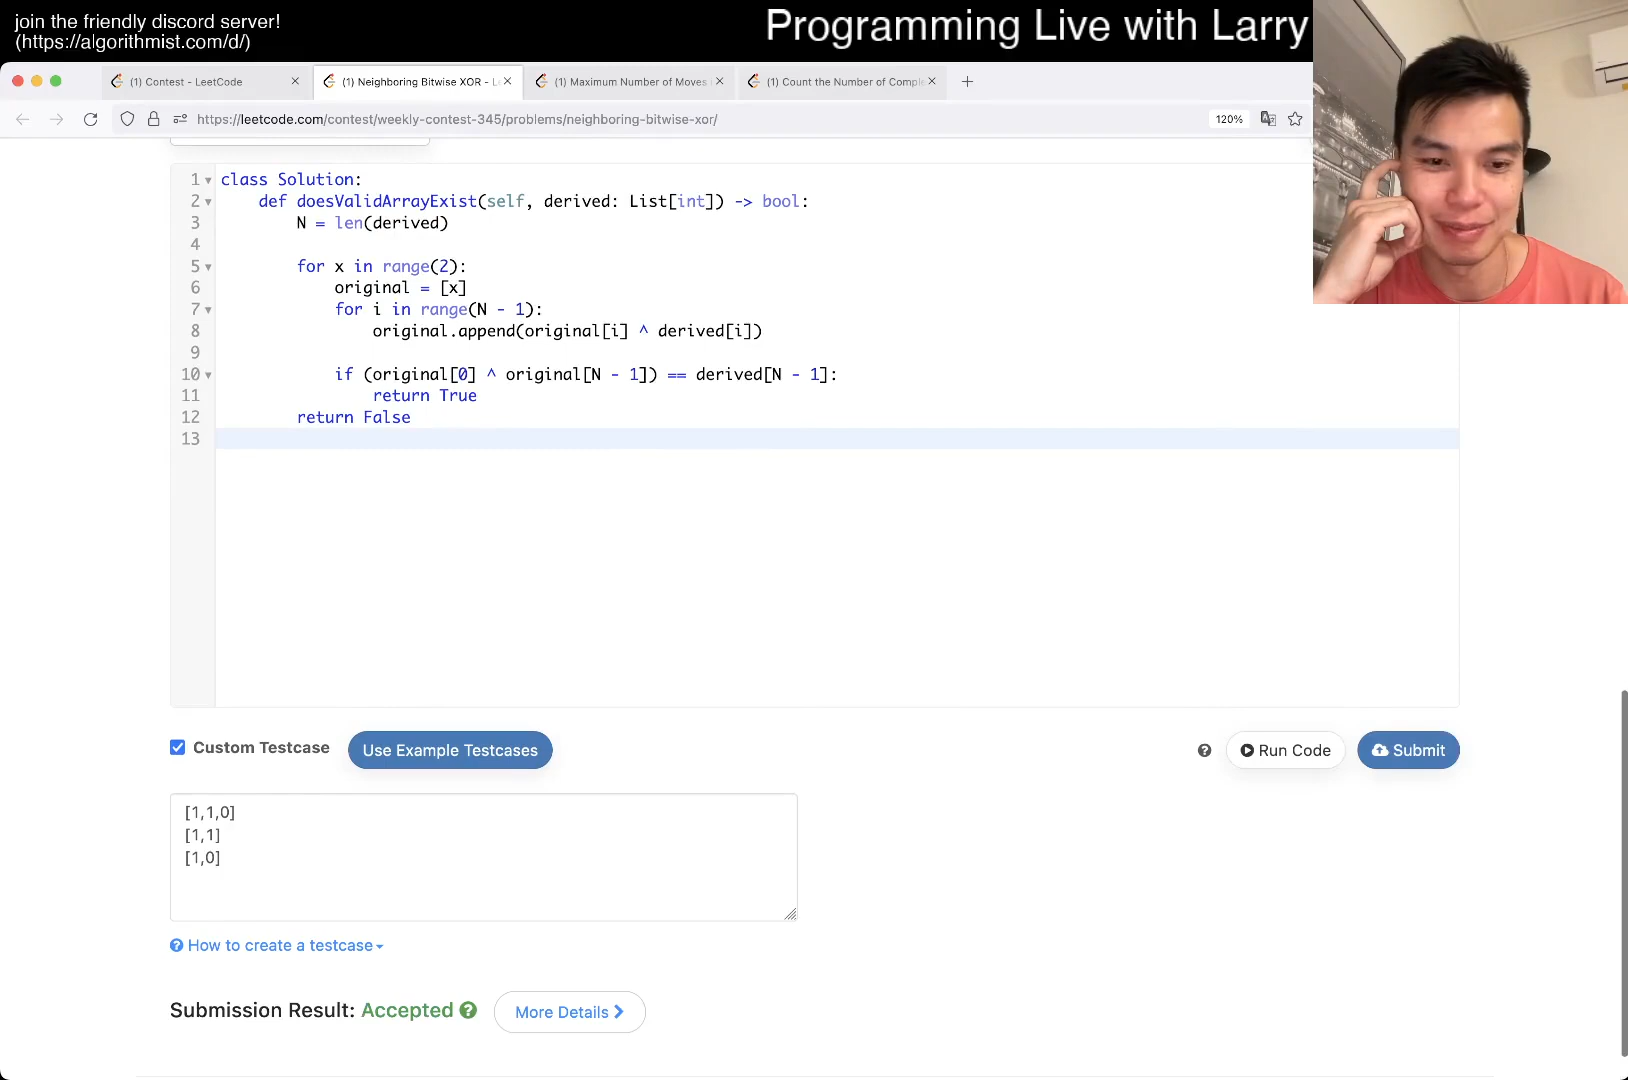 join the friendly discord server!
(https://algorithmist.com/d/)
Programming Live with Larry
(1) Contest - LeetCode
(1) Neighboring Bitwise XOR - L
(1) Maximum Number of Moves
(1) Count the Number of Comple
https://leetcode.com/contest/weekly-contest-345/problems/neighboring-bitwise-xor/
120%
1 class Solution:
2 def doesValidArrayExist(self, derived: List[int]) -> bool:
3 N = len(derived)
4
5 for x in range(2):
6 original = [x]
7 for i in range(N - 1):
8 original.append(original[i] ^ derived[i])
9
10 if (original[0] ^ original[N - 1]) == derived[N - 1]:
11 return True
12 return False
13
Custom Testcase
Use Example Testcases
Run Code
Submit
[1,1,0]
[1,1]
[1,0]
How to create a testcase
Submission Result: Accepted
More Details